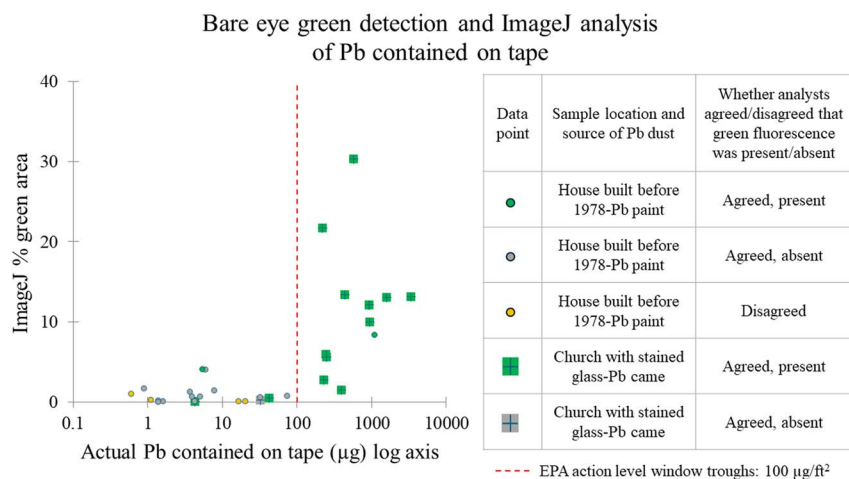 Bare eye green detection and ImageJ analysis
of Pb contained on tape
ImageJ % green area
40
30
20
10
0
0.1 1 10 100 1000 10000
Actual Pb contained on tape (µg) log axis
Data
point
Sample location and
source of Pb dust
Whether analysts
agreed/disagreed that
green fluorescence
was present/absent
House built before
1978-Pb paint
Agreed, present
House built before
1978-Pb paint
Agreed, absent
House built before
1978-Pb paint
Disagreed
Church with stained
glass-Pb came
Agreed, present
Church with stained
glass-Pb came
Agreed, absent
EPA action level window troughs: 100 µg/ft²